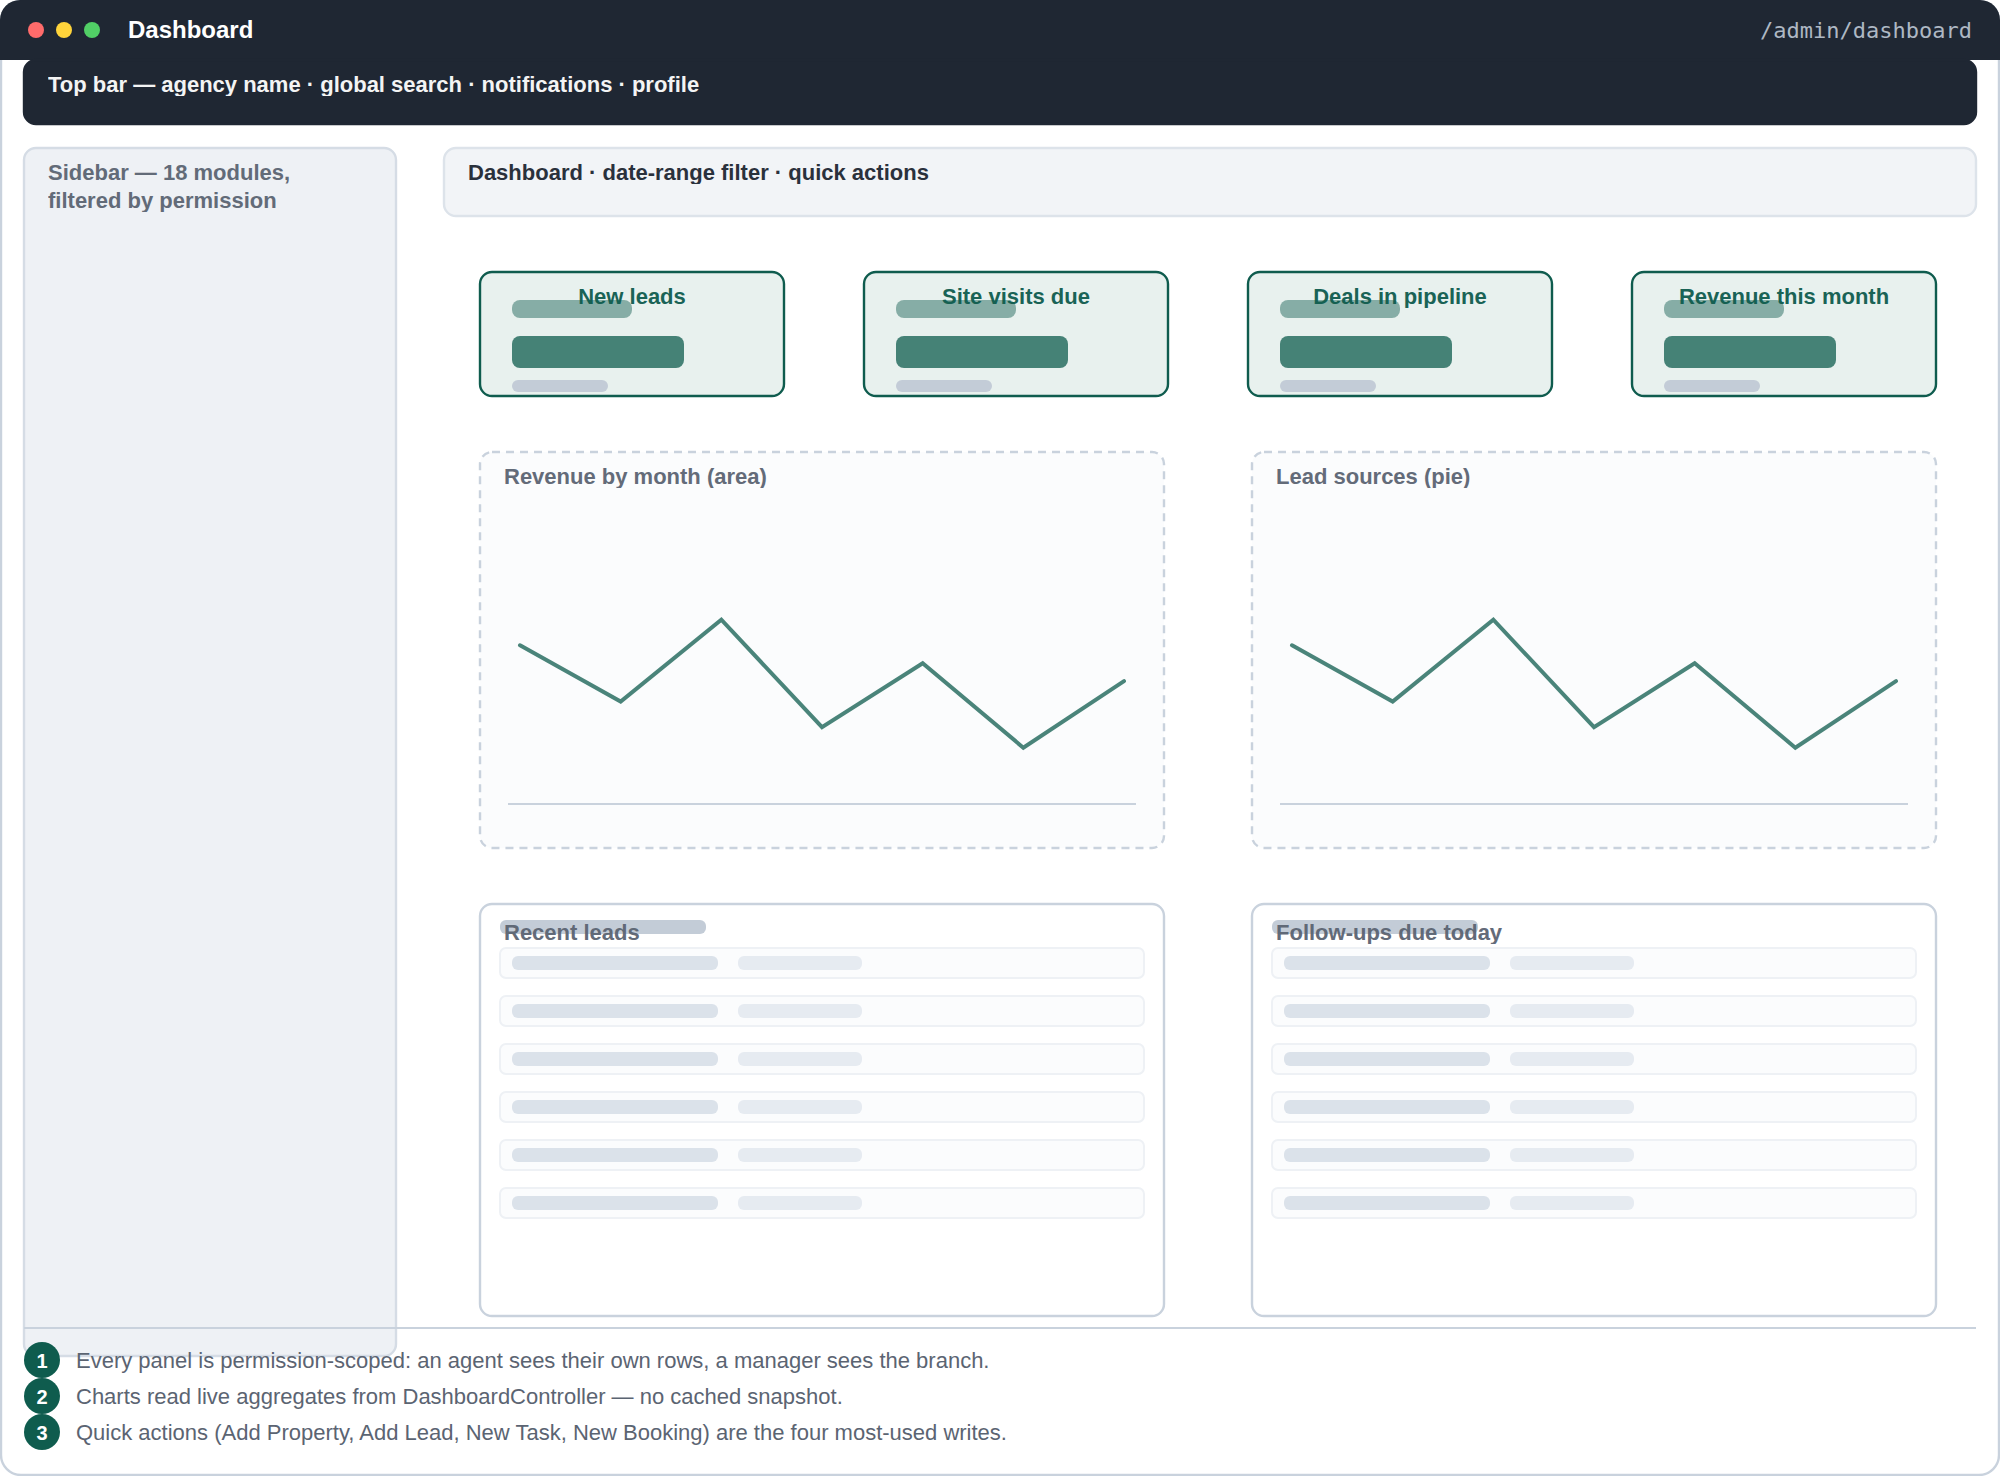 Dashboard
/admin/dashboard
Top bar — agency name · global search · notifications · profile
Sidebar — 18 modules,
filtered by permission
Dashboard · date-range filter · quick actions
New leads
Site visits due
Deals in pipeline
Revenue this month
Revenue by month (area)
Lead sources (pie)
Recent leads
Follow-ups due today
1 Every panel is permission-scoped: an agent sees their own rows, a manager sees the branch.
2 Charts read live aggregates from DashboardController — no cached snapshot.
3 Quick actions (Add Property, Add Lead, New Task, New Booking) are the four most-used writes.